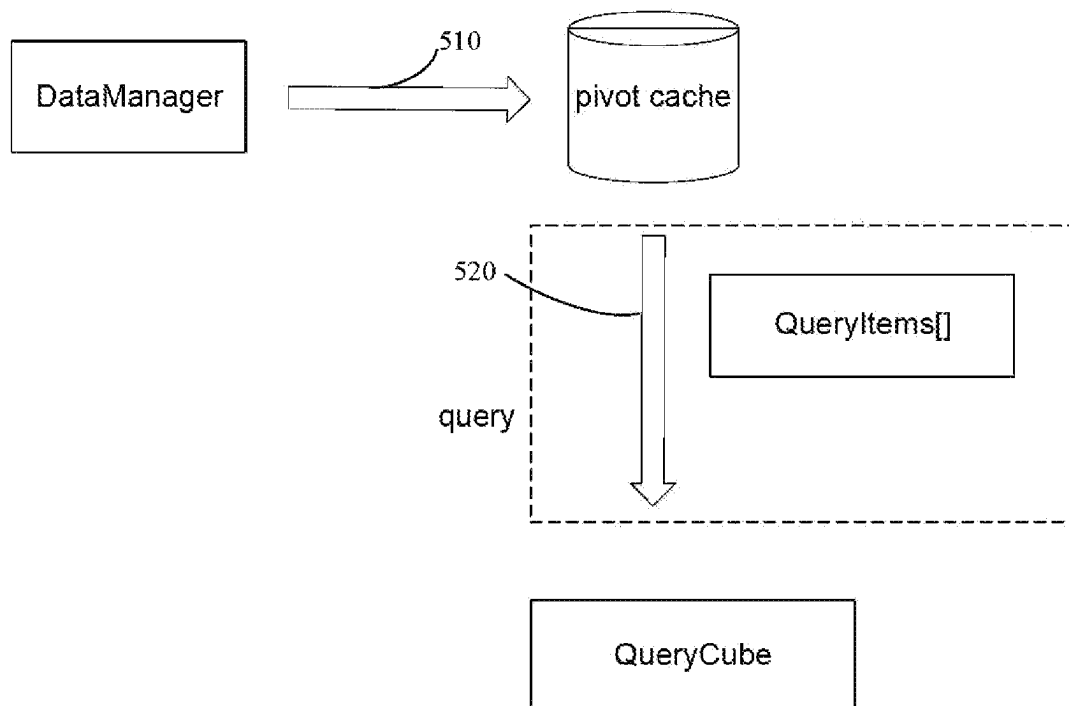 510
DataManager
pivot cache
520
QueryItems[]
query
QueryCube